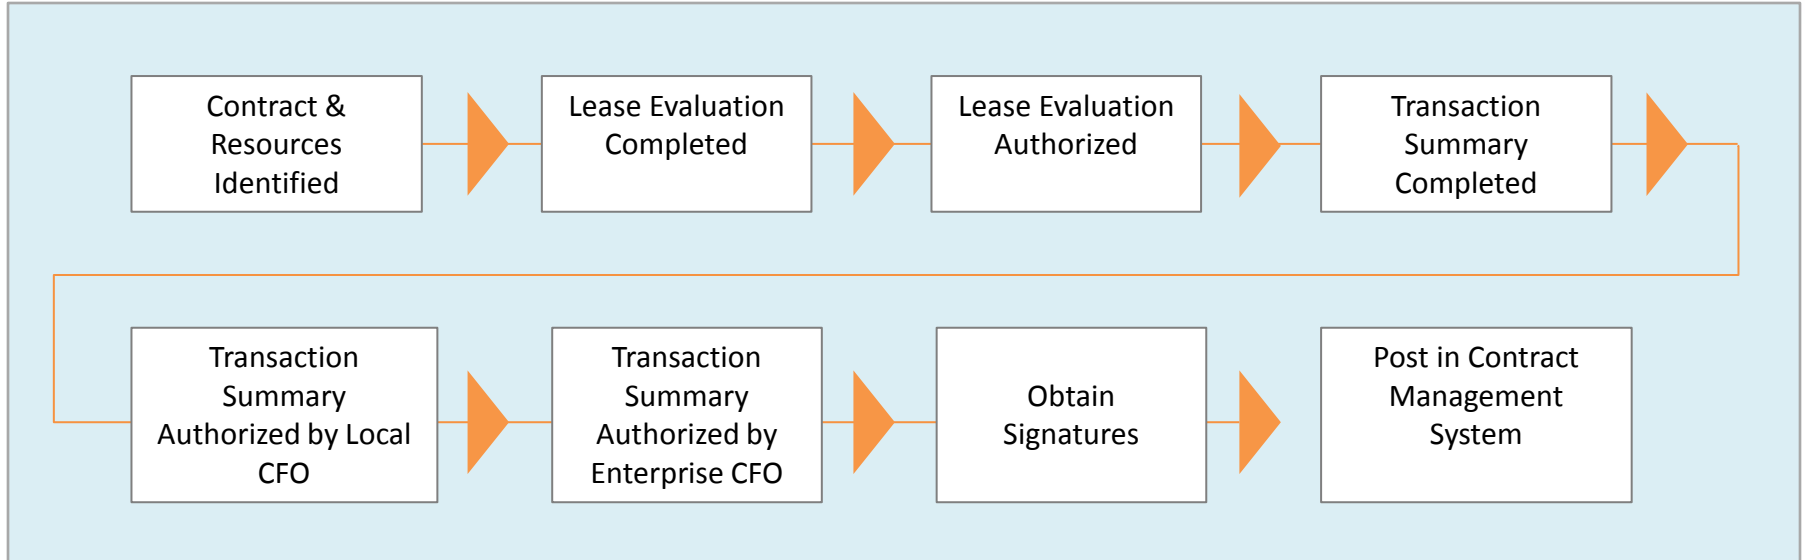 Contract &
Resources
Identified
Lease Evaluation
Completed
Lease Evaluation
Authorized
Transaction
Summary
Completed
Transaction
Summary
Authorized by Local
CFO
Transaction
Summary
Authorized by
Enterprise CFO
Obtain
Signatures
Post in Contract
Management
System